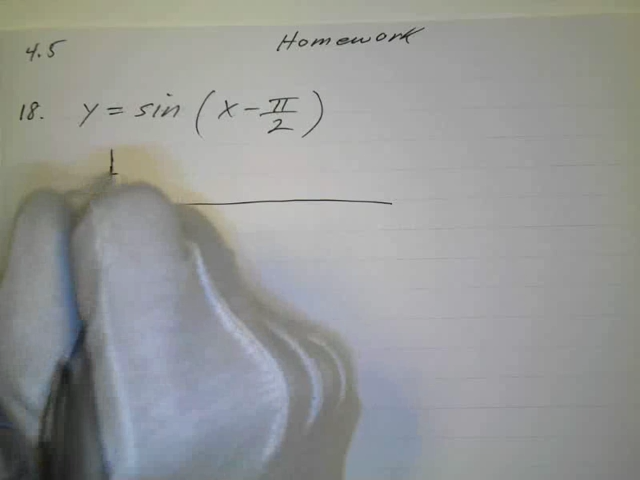 4.5 Homework
18. y = sin (x - π/2)